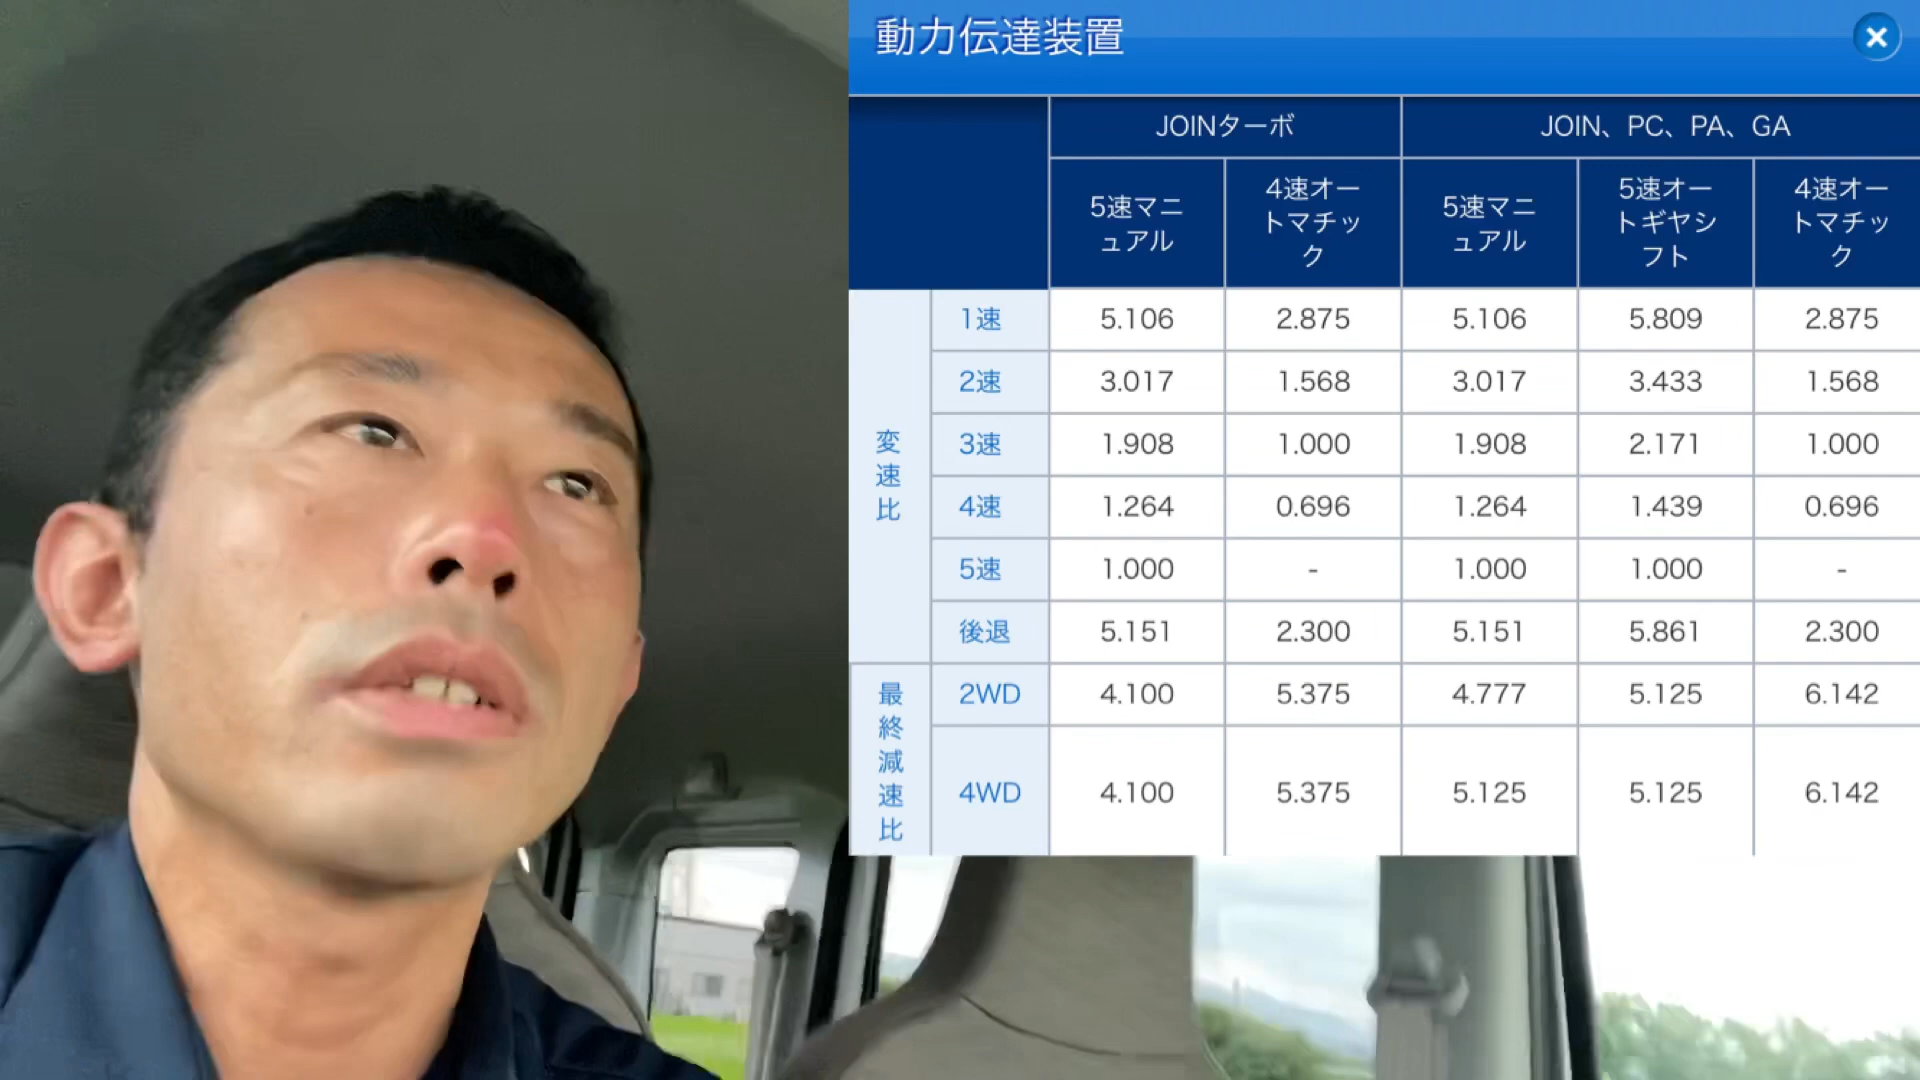 動力伝達装置
JOINターボ JOIN、PC、PA、GA
5速マニュアル 4速オートマチック 5速マニュアル 5速オートギヤシフト 4速オートマチック
変速比
1速 5.106 2.875 5.106 5.809 2.875
2速 3.017 1.568 3.017 3.433 1.568
3速 1.908 1.000 1.908 2.171 1.000
4速 1.264 0.696 1.264 1.439 0.696
5速 1.000 - 1.000 1.000 -
後退 5.151 2.300 5.151 5.861 2.300
最終減速比
2WD 4.100 5.375 4.777 5.125 6.142
4WD 4.100 5.375 5.125 5.125 6.142